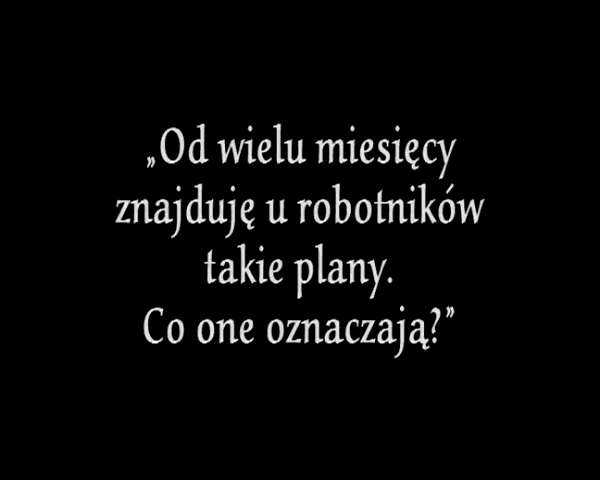 „Od wielu miesięcy
znajduję u robotników
takie plany.
Co one oznaczają?”